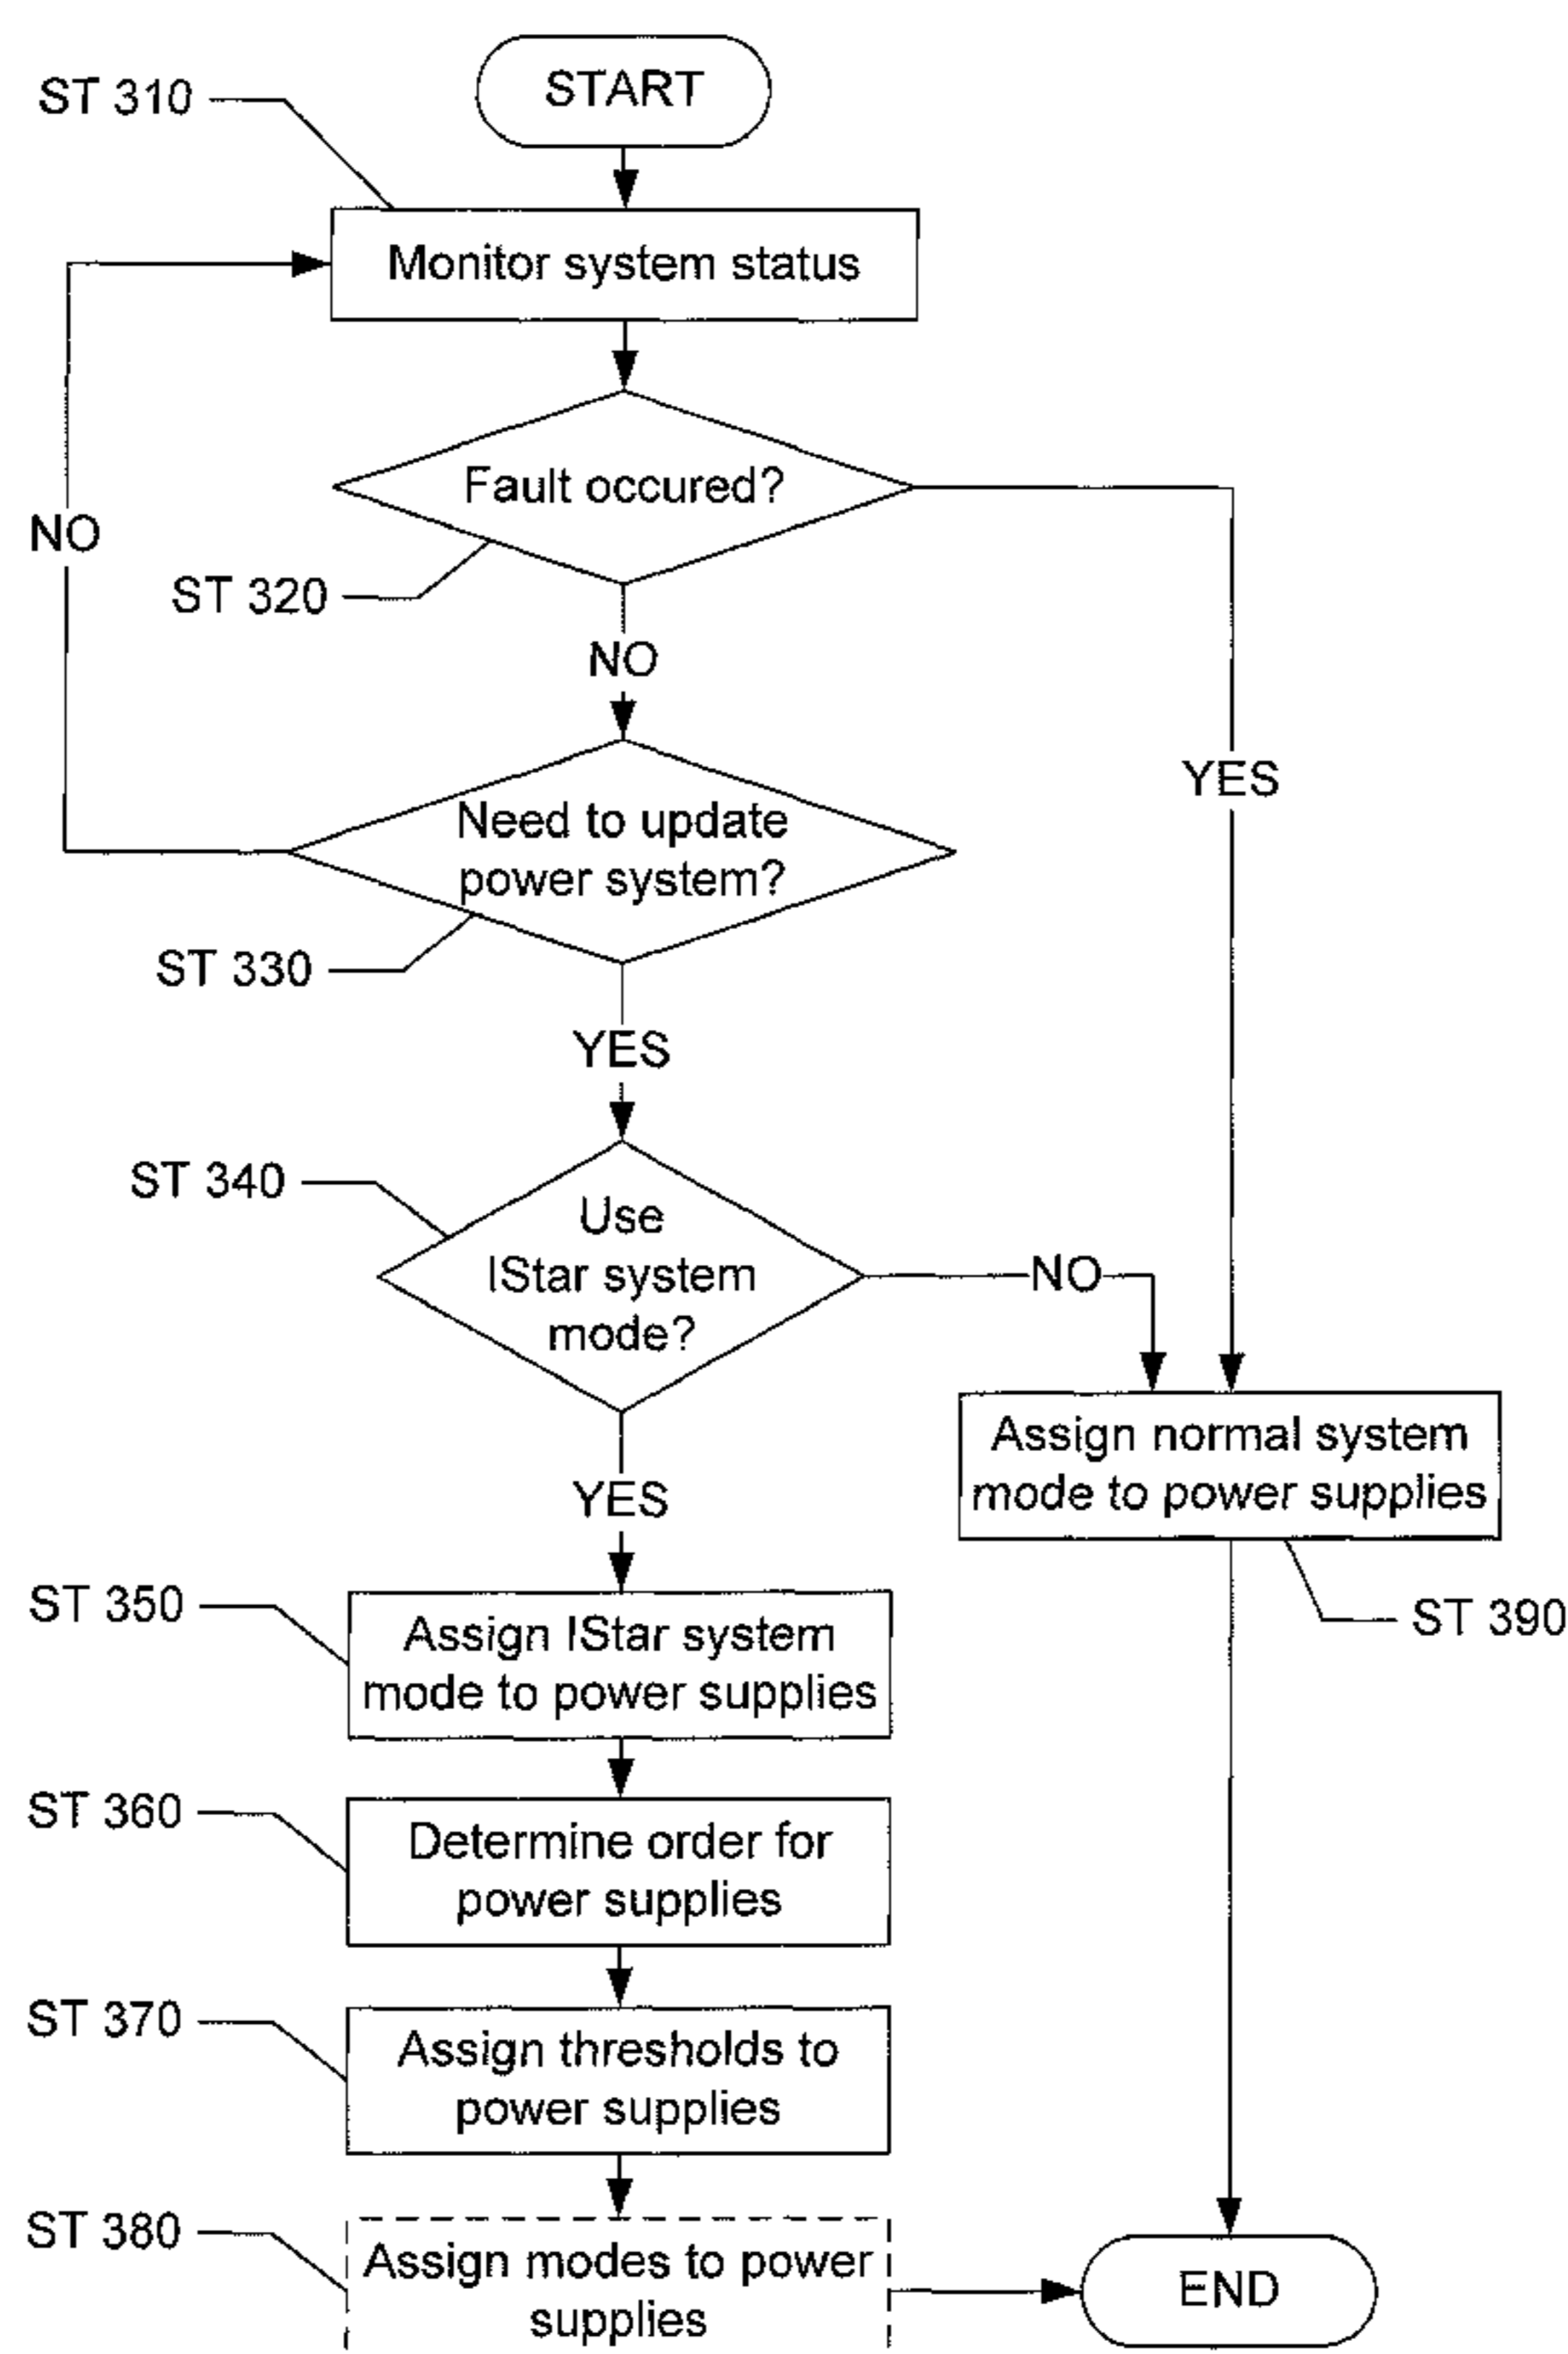 START
ST 310
Monitor system status
Fault occured?
NO
ST 320
NO
YES
Need to update
power system?
ST 330
YES
ST 340
Use
IStar system
mode?
NO
Assign normal system
mode to power supplies
YES
ST 350
Assign IStar system
mode to power supplies
ST 390
ST 360
Determine order for
power supplies
ST 370
Assign thresholds to
power supplies
ST 380
Assign modes to power
supplies
END